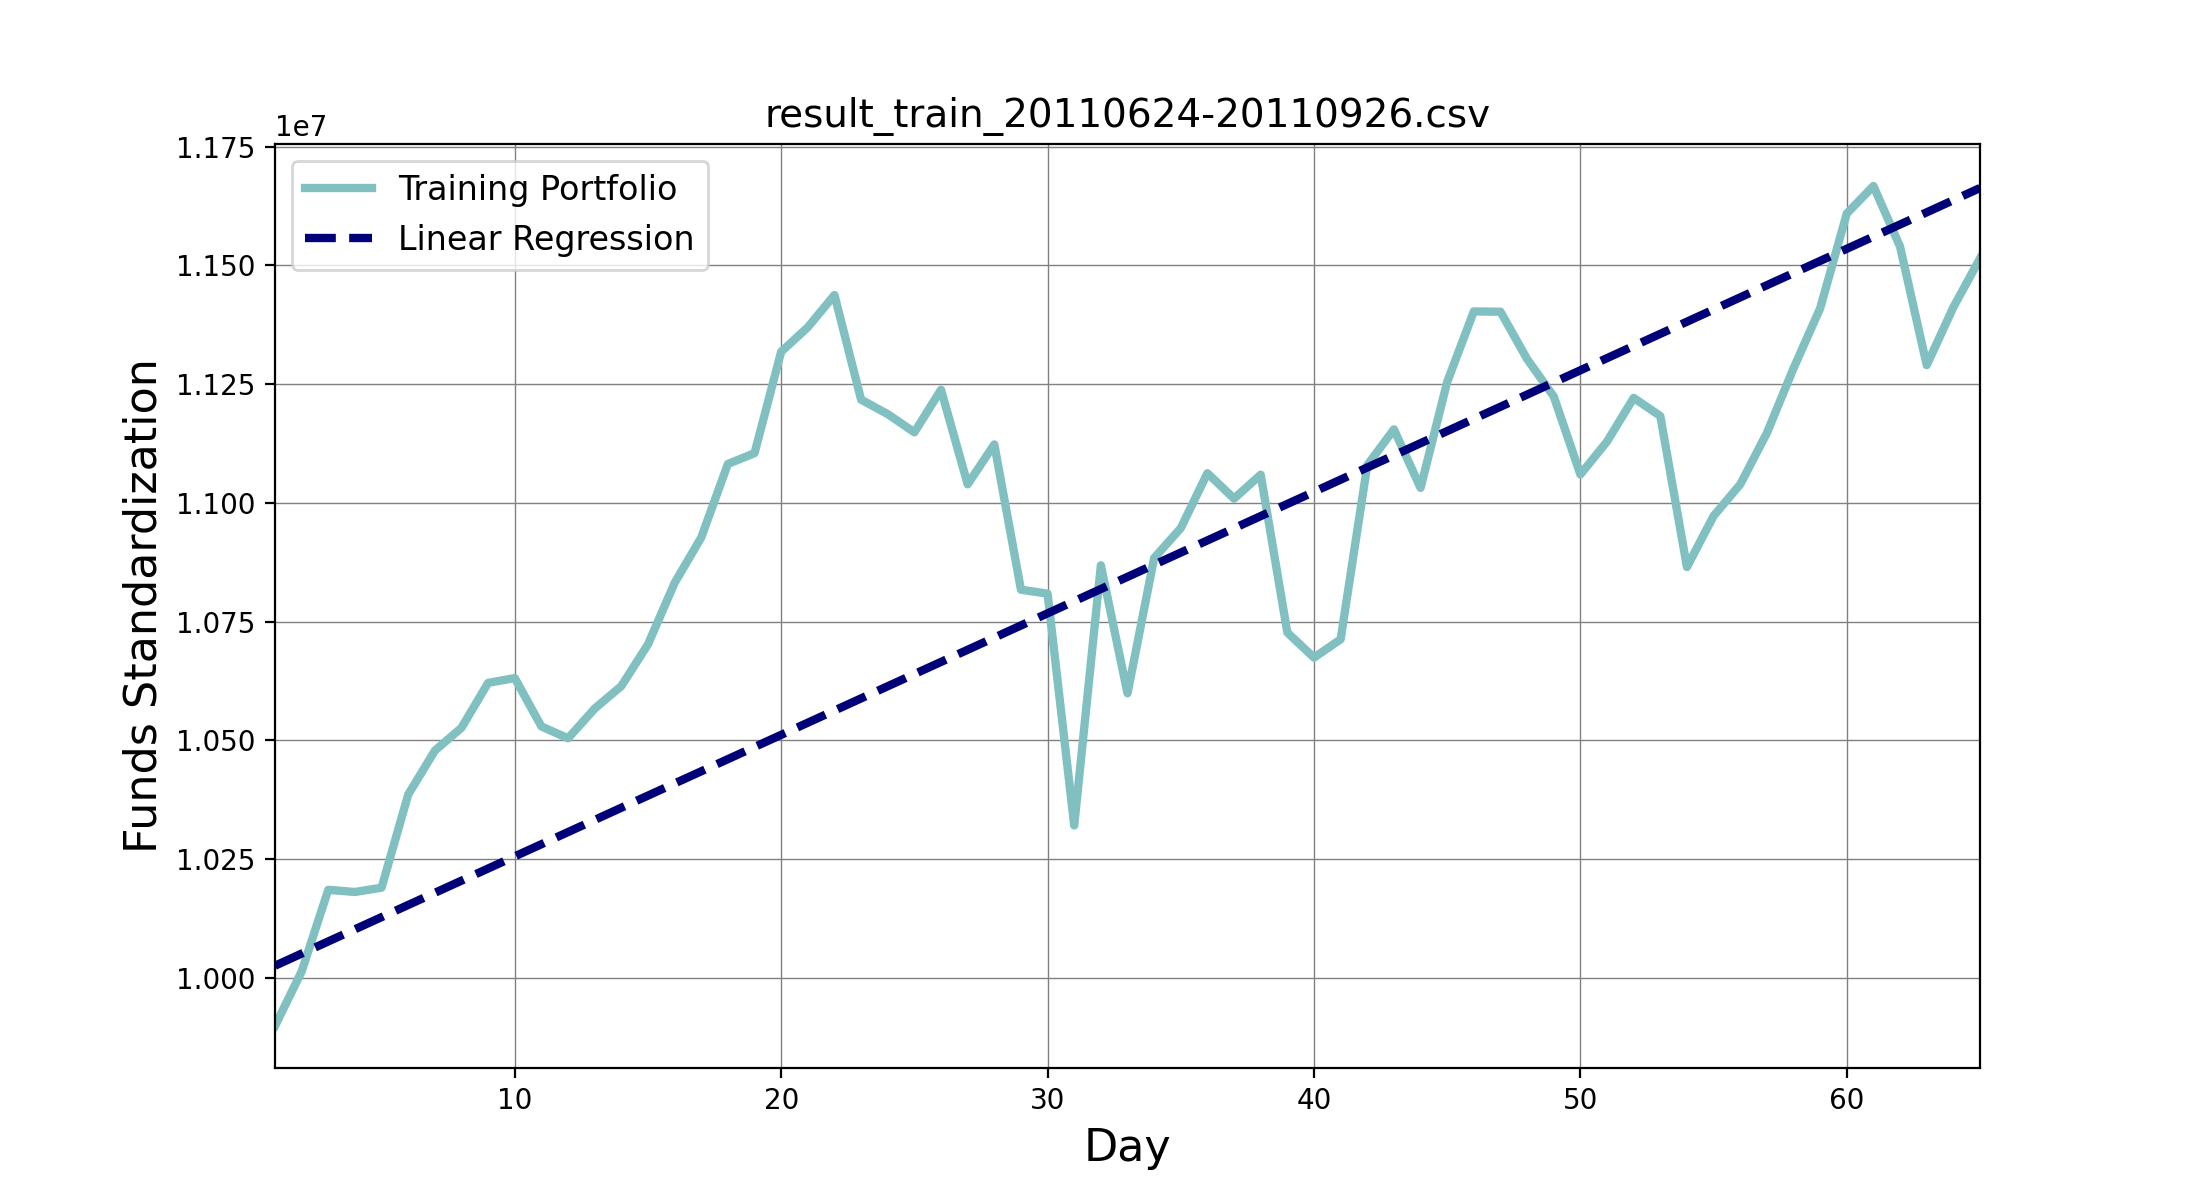 result_train_20110624-20110926.csv
1e7
1.175
1.150
1.125
1.100
1.075
1.050
1.025
1.000
Funds Standardization
Training Portfolio
Linear Regression
10 20 30 40 50 60
Day